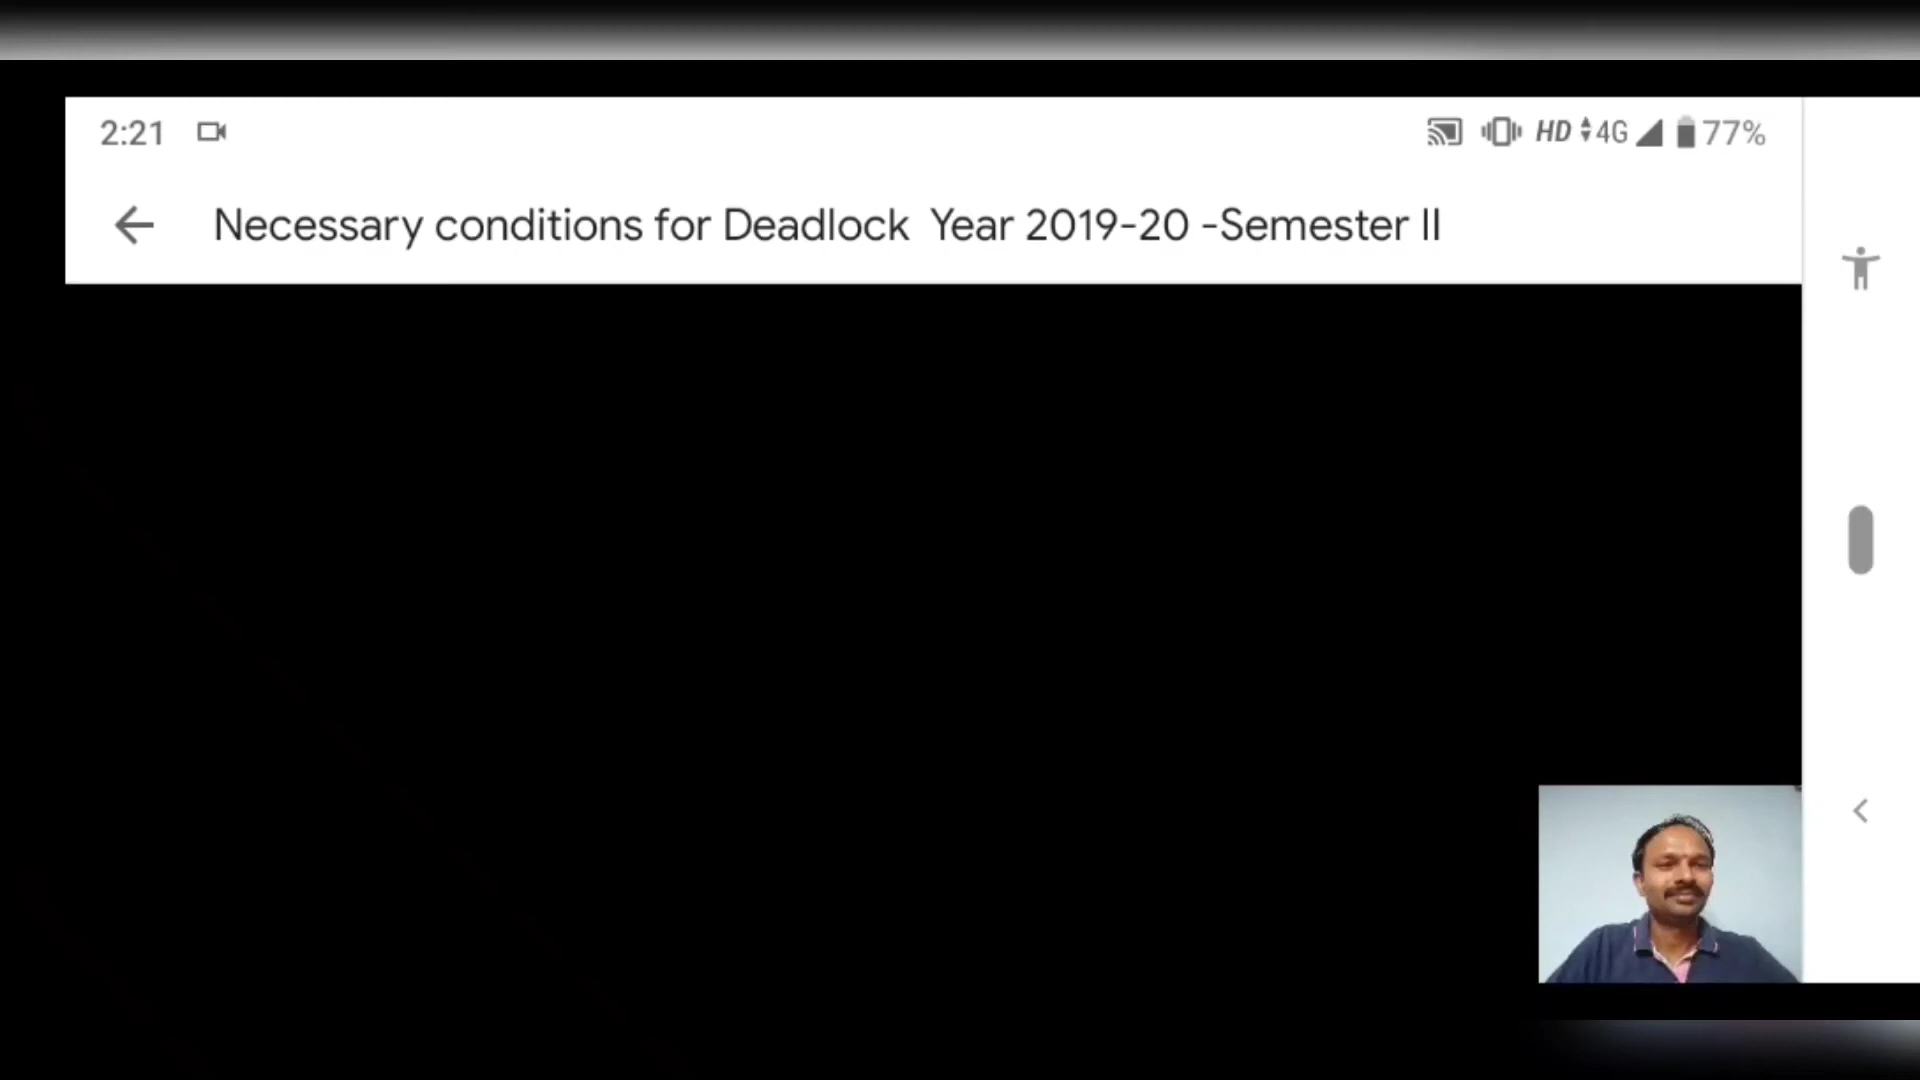 2:21 HD 4G 77%
Necessary conditions for Deadlock Year 2019-20 -Semester II